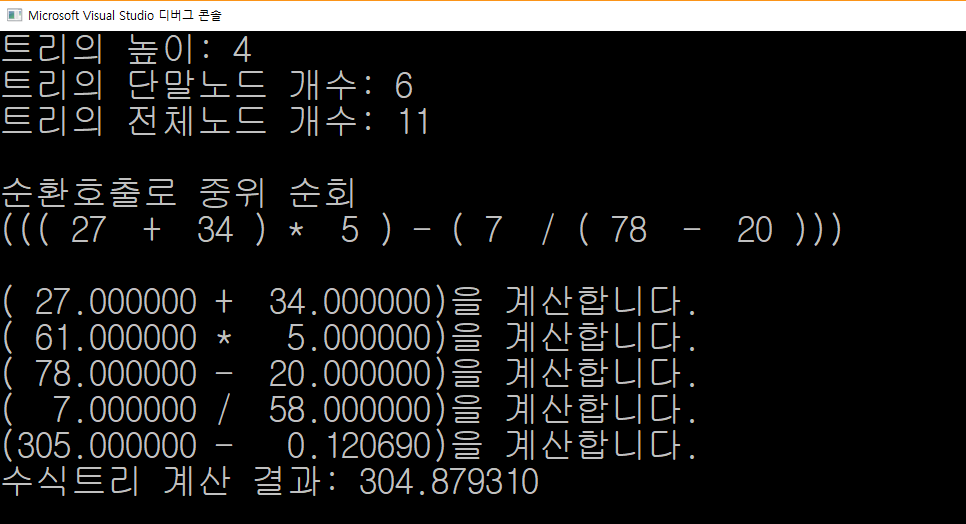 Microsoft Visual Studio 디버그 콘솔
트리의 높이: 4
트리의 단말노드 개수: 6
트리의 전체노드 개수: 11
순환호출로 중위 순회
((( 27  +  34 ) *  5 ) - ( 7  / ( 78  -  20 )))
( 27.000000 +  34.000000)을 계산합니다.
( 61.000000 *   5.000000)을 계산합니다.
( 78.000000 -  20.000000)을 계산합니다.
(  7.000000 /  58.000000)을 계산합니다.
(305.000000 -   0.120690)을 계산합니다.
수식트리 계산 결과: 304.879310